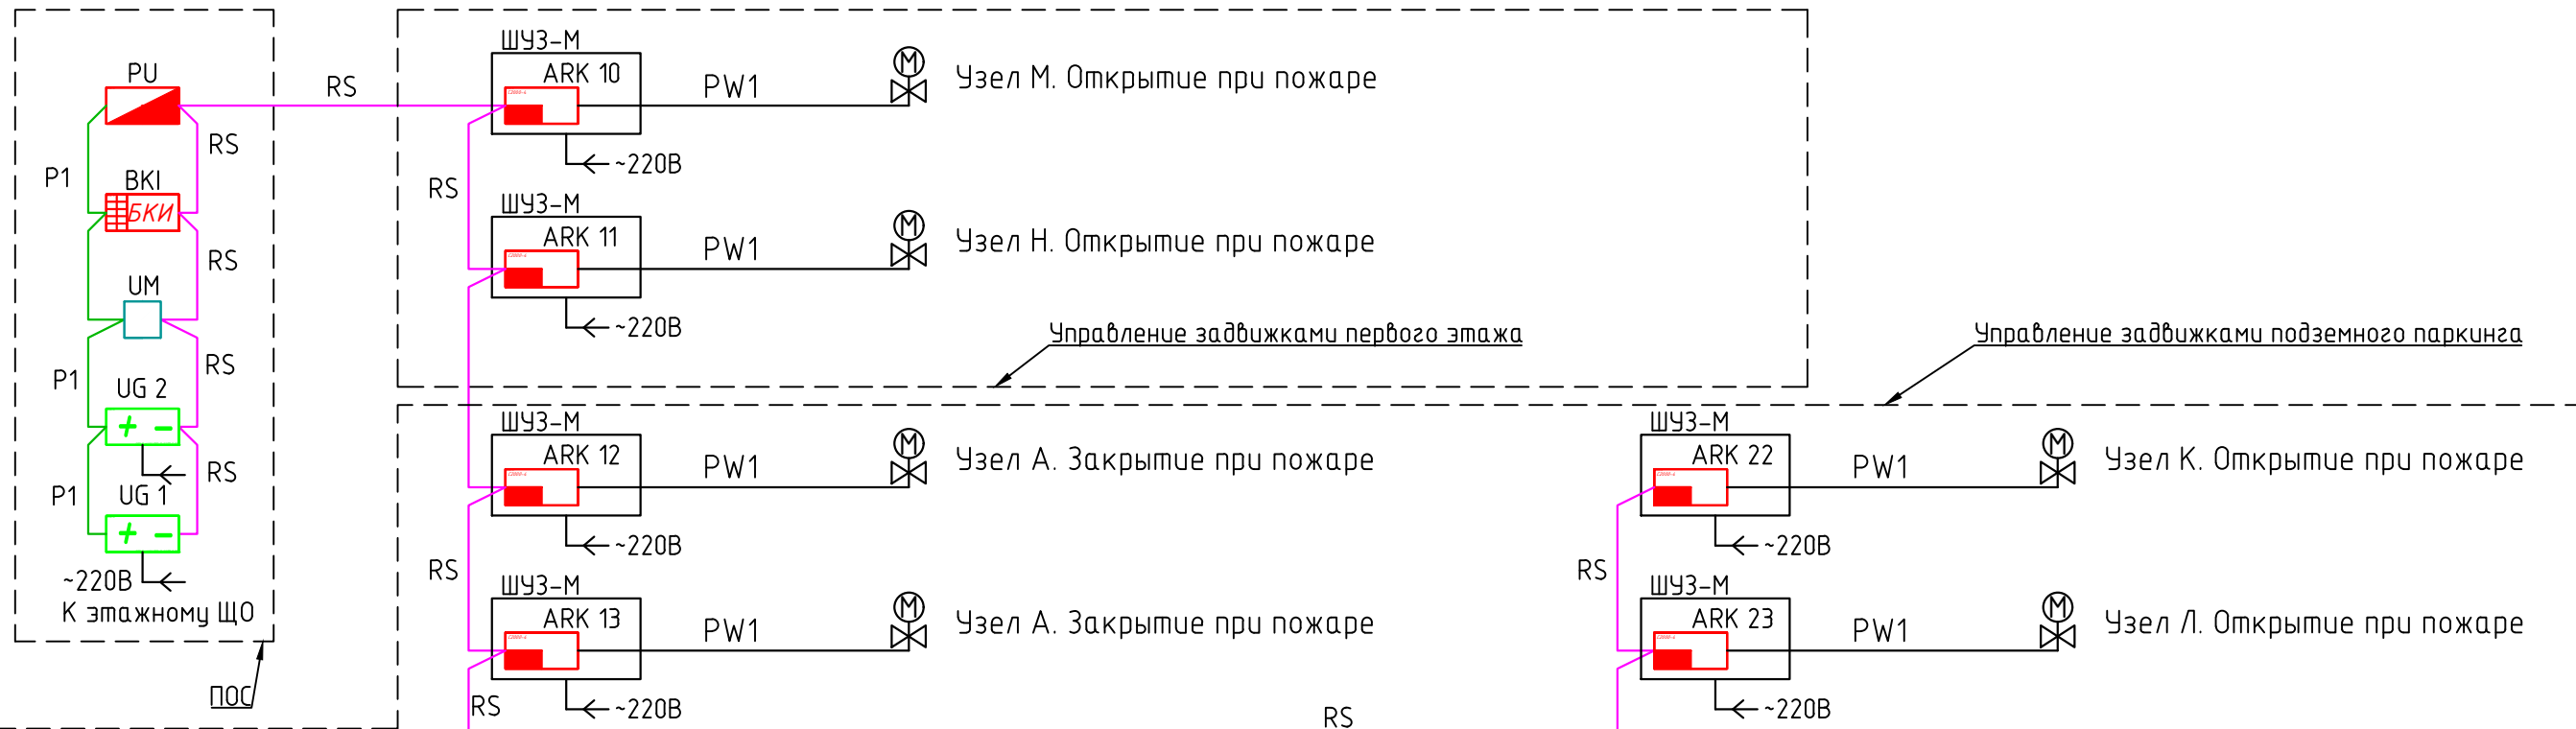 PU
RS
RS
P1
BKI
БКИ
RS
UM
RS
P1
UG 2
RS
P1
UG 1
~220В
К этажному ЩО
ПОС
ШУЗ-М
ARK 10
PW1
Узел М. Открытие при пожаре
~220В
RS
ШУЗ-М
ARK 11
PW1
Узел Н. Открытие при пожаре
~220В
Управление задвижками первого этажа
Управление задвижками подземного паркинга
ШУЗ-М
ARK 12
PW1
Узел А. Закрытие при пожаре
~220В
RS
ШУЗ-М
ARK 13
PW1
Узел А. Закрытие при пожаре
~220В
RS
RS
ШУЗ-М
ARK 22
PW1
Узел К. Открытие при пожаре
~220В
RS
ШУЗ-М
ARK 23
PW1
Узел Л. Открытие при пожаре
~220В